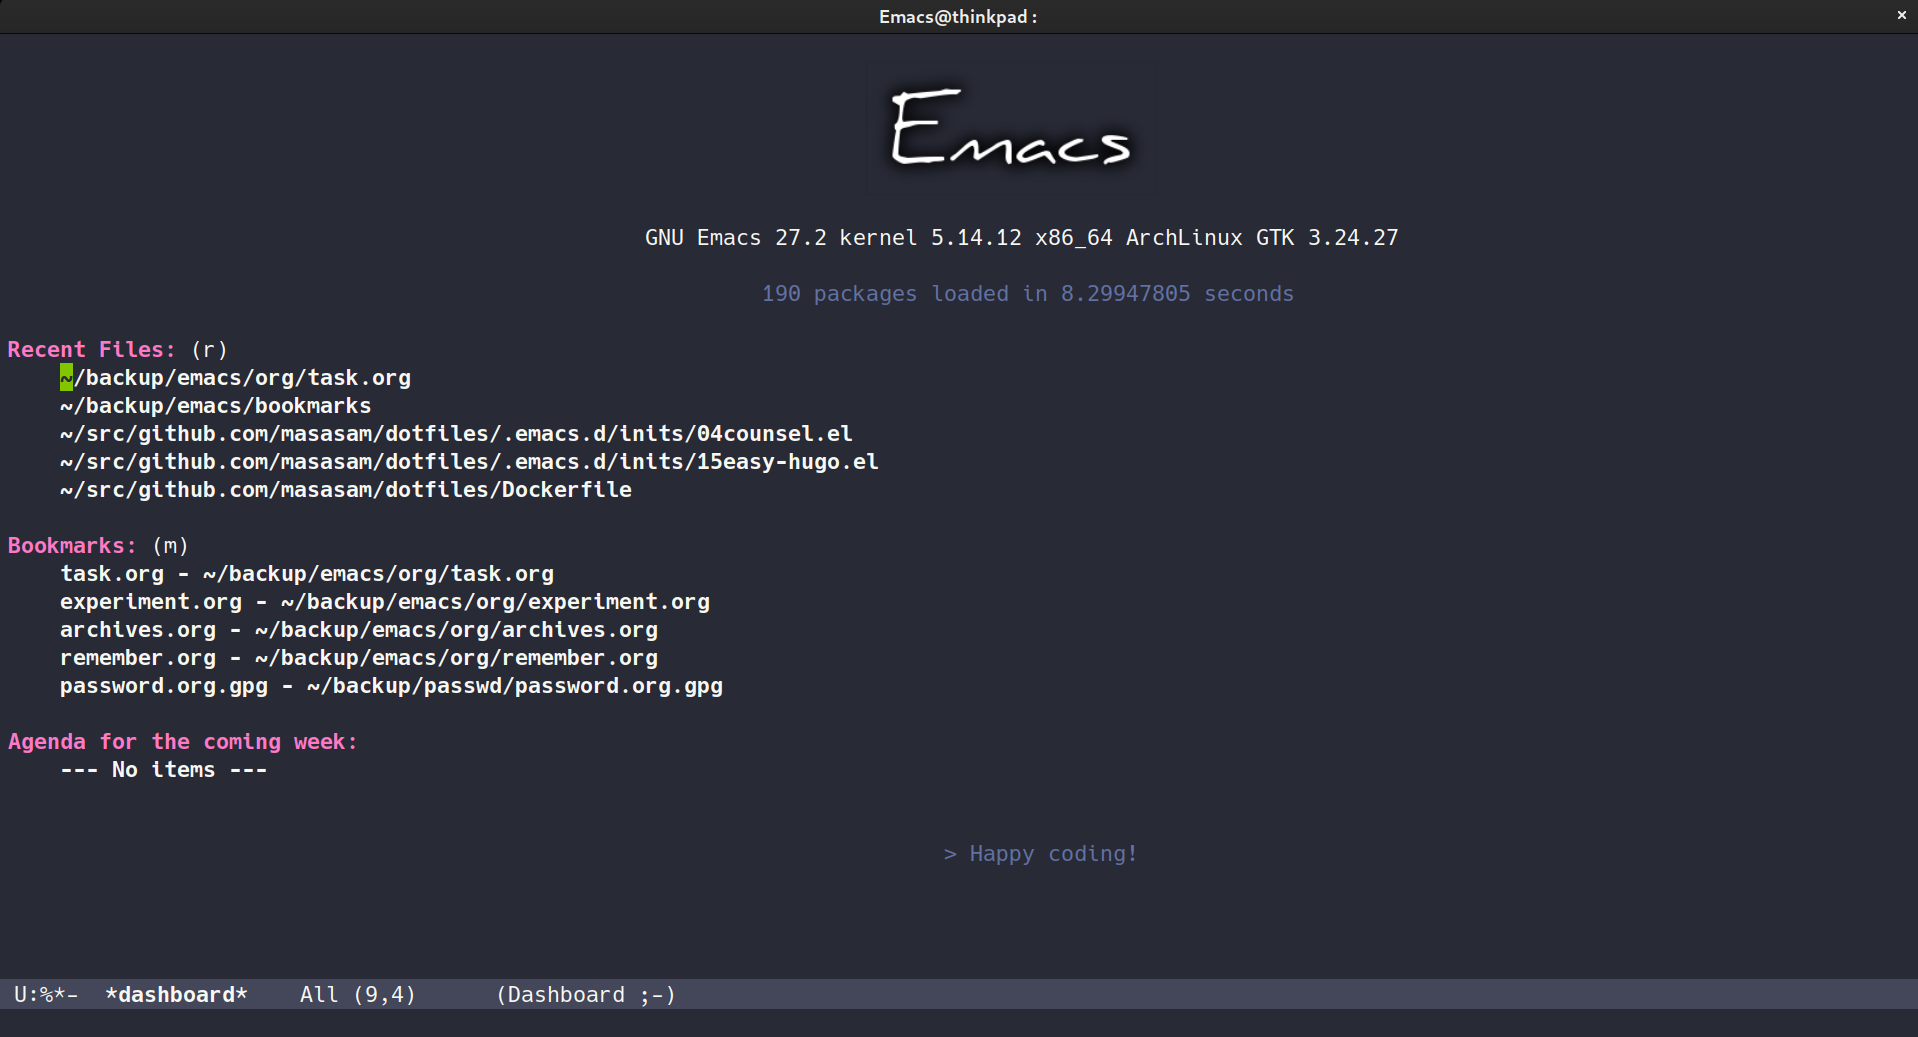 Emacs@thinkpad :
×
Emacs
GNU Emacs 27.2 kernel 5.14.12 x86_64 ArchLinux GTK 3.24.27
190 packages loaded in 8.29947805 seconds
Recent Files: (r)
~/backup/emacs/org/task.org
~/backup/emacs/bookmarks
~/src/github.com/masasam/dotfiles/.emacs.d/inits/04counsel.el
~/src/github.com/masasam/dotfiles/.emacs.d/inits/15easy-hugo.el
~/src/github.com/masasam/dotfiles/Dockerfile
Bookmarks: (m)
task.org - ~/backup/emacs/org/task.org
experiment.org - ~/backup/emacs/org/experiment.org
archives.org - ~/backup/emacs/org/archives.org
remember.org - ~/backup/emacs/org/remember.org
password.org.gpg - ~/backup/passwd/password.org.gpg
Agenda for the coming week:
--- No items ---
> Happy coding!
U:%*-  *dashboard*    All (9,4)      (Dashboard ;-)